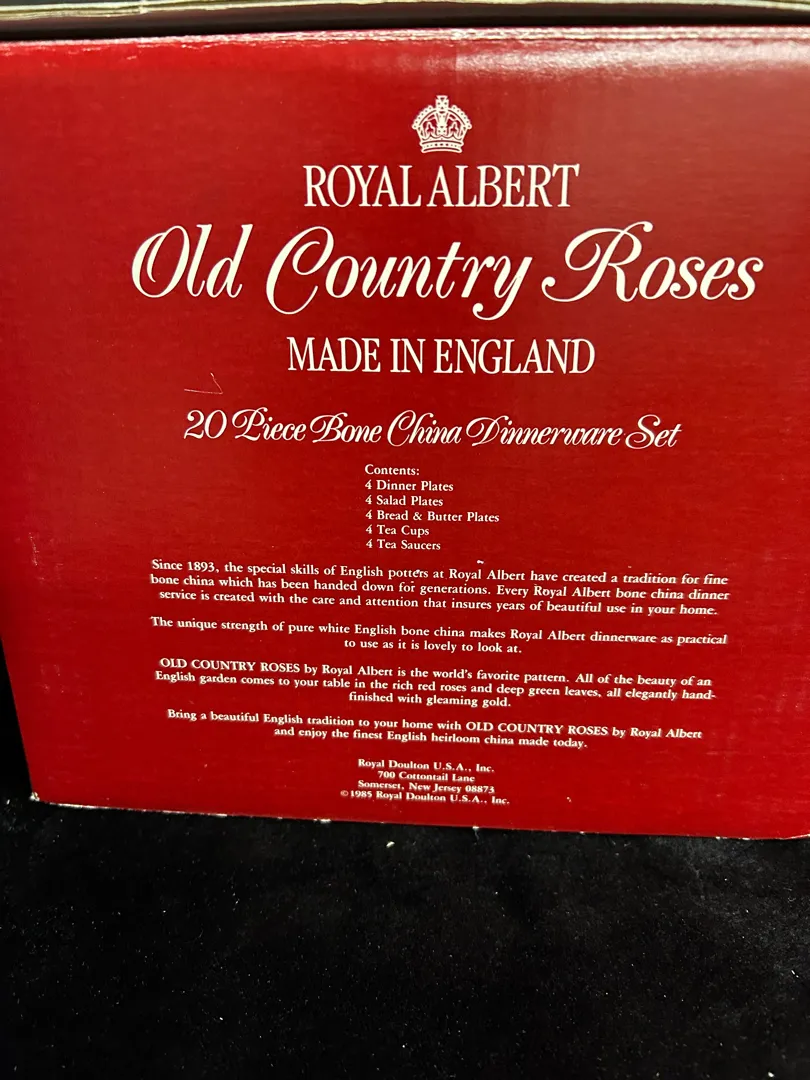 ROYAL ALBERT
Old Country Roses
MADE IN ENGLAND
20 Piece Bone China Dinnerware Set
Contents:
4 Dinner Plates
4 Salad Plates
4 Bread & Butter Plates
4 Tea Cups
4 Tea Saucers
Since 1893, the special skills of English potters at Royal Albert have created a tradition for fine
bone china which has been handed down for generations. Every Royal Albert bone china dinner
service is created with the care and attention that insures years of beautiful use in your home.
The unique strength of pure white English bone china makes Royal Albert dinnerware as practical
to use as it is lovely to look at.
OLD COUNTRY ROSES by Royal Albert is the world's favorite pattern. All of the beauty of an
English garden comes to your table in the rich red roses and deep green leaves, all elegantly hand-
finished with gleaming gold.
Bring a beautiful English tradition to your home with OLD COUNTRY ROSES by Royal Albert
and enjoy the finest English heirloom china made today.
Royal Doulton U.S.A., Inc.
700 Cottontail Lane
Somerset, New Jersey 08873
©1985 Royal Doulton U.S.A., Inc.